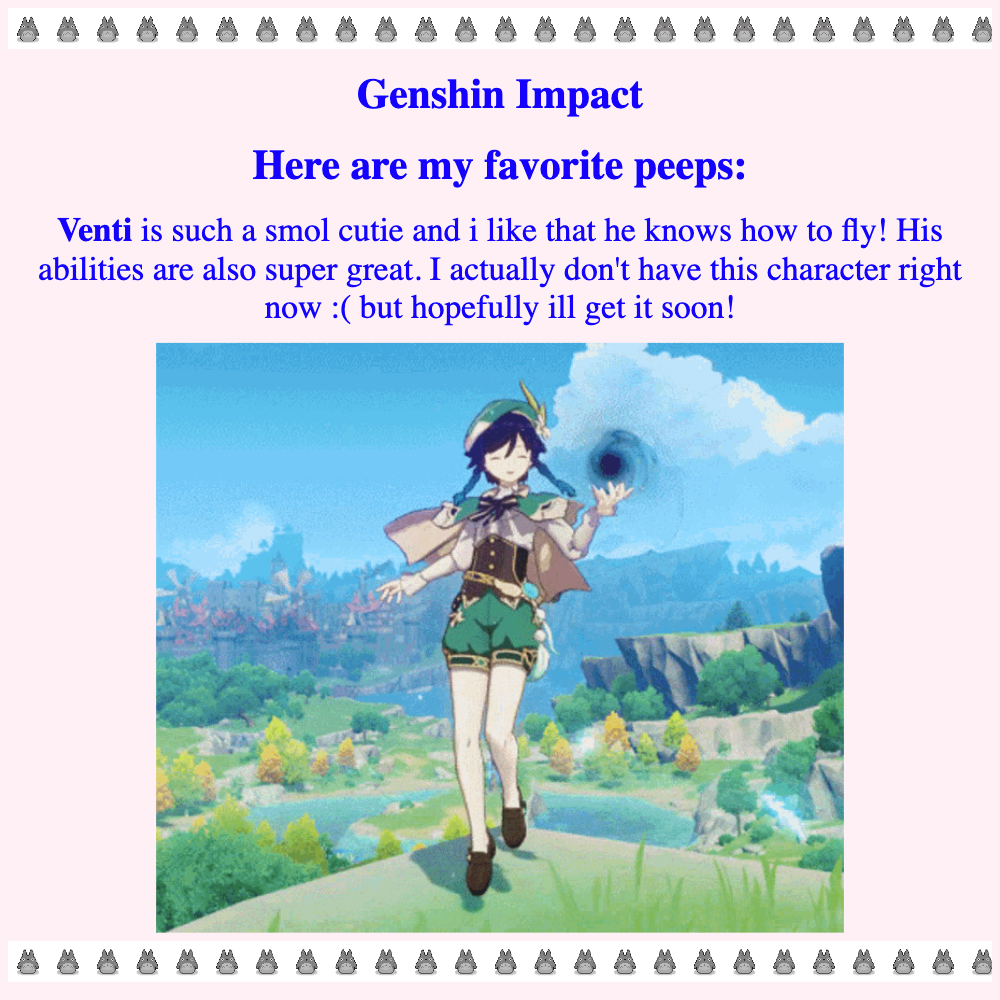 Genshin Impact
Here are my favorite peeps:
Venti is such a smol cutie and i like that he knows how to fly! His
abilities are also super great. I actually don't have this character right
now :( but hopefully ill get it soon!